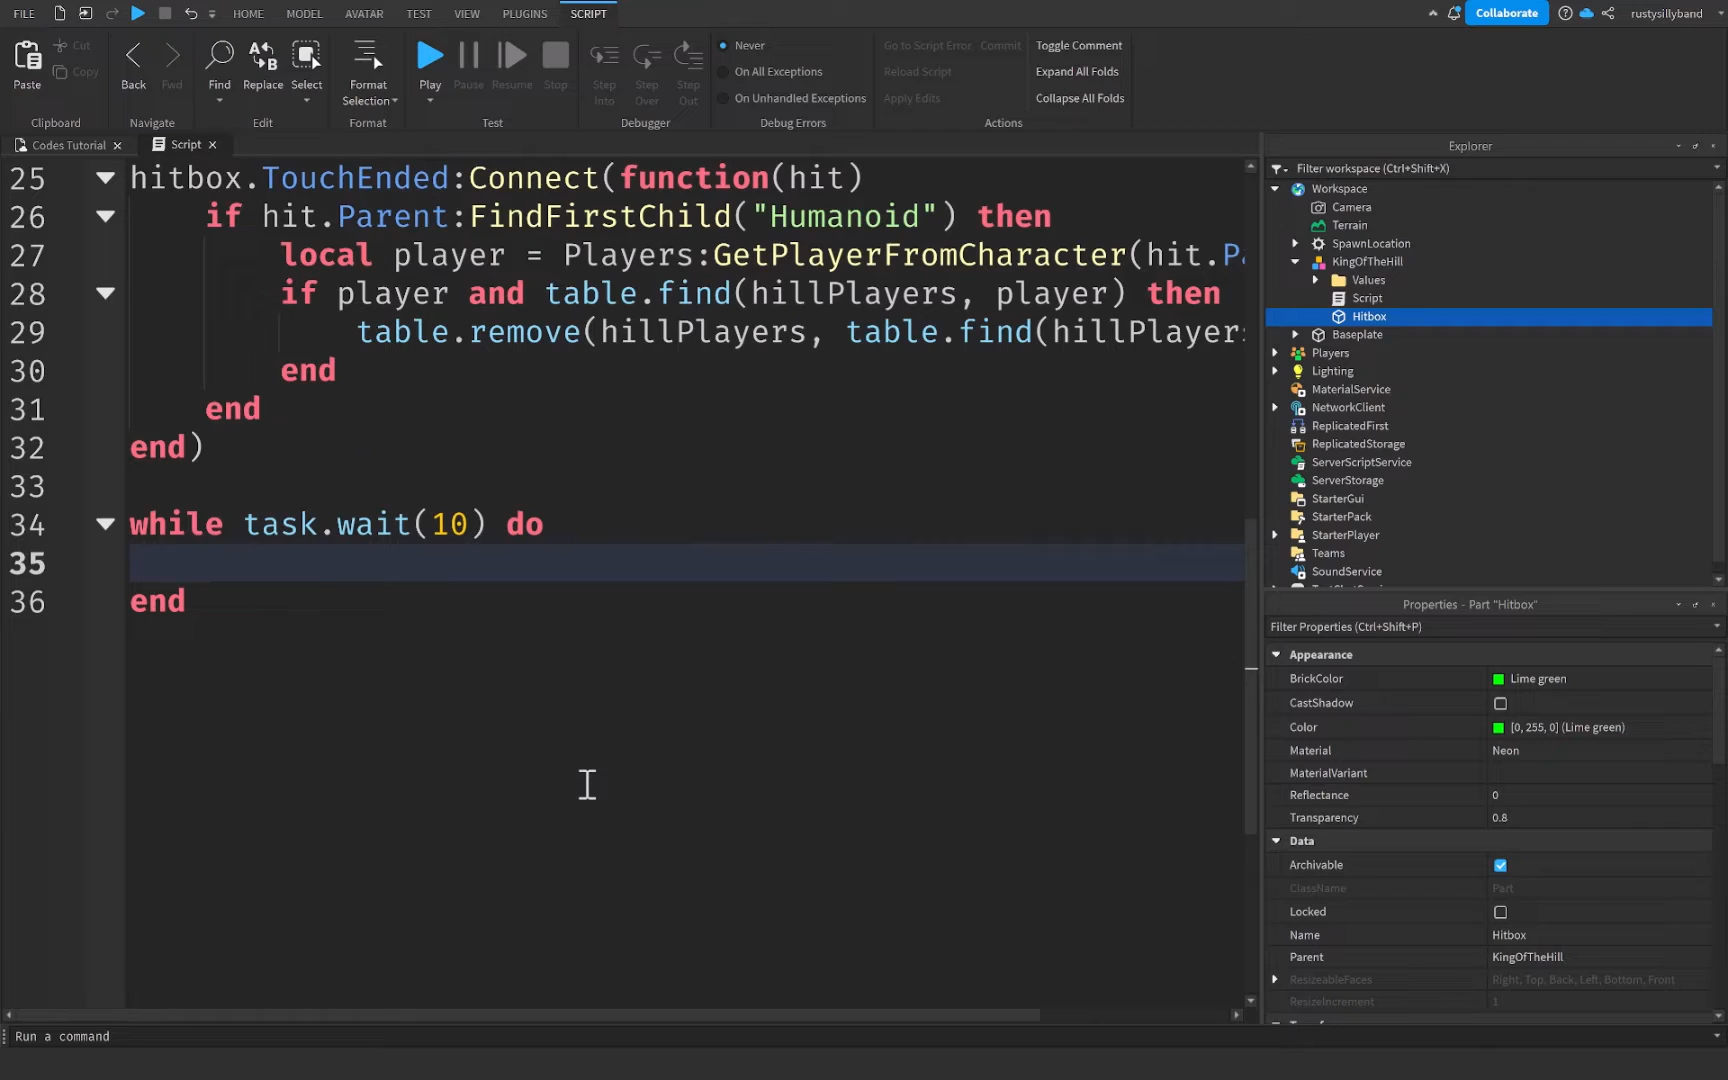 FILE HOME MODEL AVATAR TEST VIEW PLUGINS SCRIPT Collaborate rustysillyband
Paste Cut Copy
Clipboard
Back Fwd
Navigate
Find Replace Select
Edit
Format Selection
Format
Play Pause Resume Stop
Test
Step Into Step Over Step Out
Debugger
Never
On All Exceptions
On Unhandled Exceptions
Debug Errors
Go to Script Error Commit Toggle Comment
Reload Script Expand All Folds
Apply Edits Collapse All Folds
Actions
Codes Tutorial Script
25 hitbox.TouchEnded:Connect(function(hit)
26 if hit.Parent:FindFirstChild("Humanoid") then
27 local player = Players:GetPlayerFromCharacter(hit.Pa
28 if player and table.find(hillPlayers, player) then
29 table.remove(hillPlayers, table.find(hillPlayers
30 end
31 end
32 end)
33
34 while task.wait(10) do
35
36 end
Explorer
Filter workspace (Ctrl+Shift+X)
Workspace
Camera
Terrain
SpawnLocation
KingOfTheHill
Values
Script
Hitbox
Baseplate
Players
Lighting
MaterialService
NetworkClient
ReplicatedFirst
ReplicatedStorage
ServerScriptService
ServerStorage
StarterGui
StarterPack
StarterPlayer
Teams
SoundService
Properties - Part "Hitbox"
Filter Properties (Ctrl+Shift+P)
Appearance
BrickColor Lime green
CastShadow
Color [0, 255, 0] (Lime green)
Material Neon
MaterialVariant
Reflectance 0
Transparency 0.8
Data
Archivable
ClassName Part
Locked
Name Hitbox
Parent KingOfTheHill
ResizeableFaces Right, Top, Back, Left, Bottom, Front
ResizeIncrement 1
Run a command